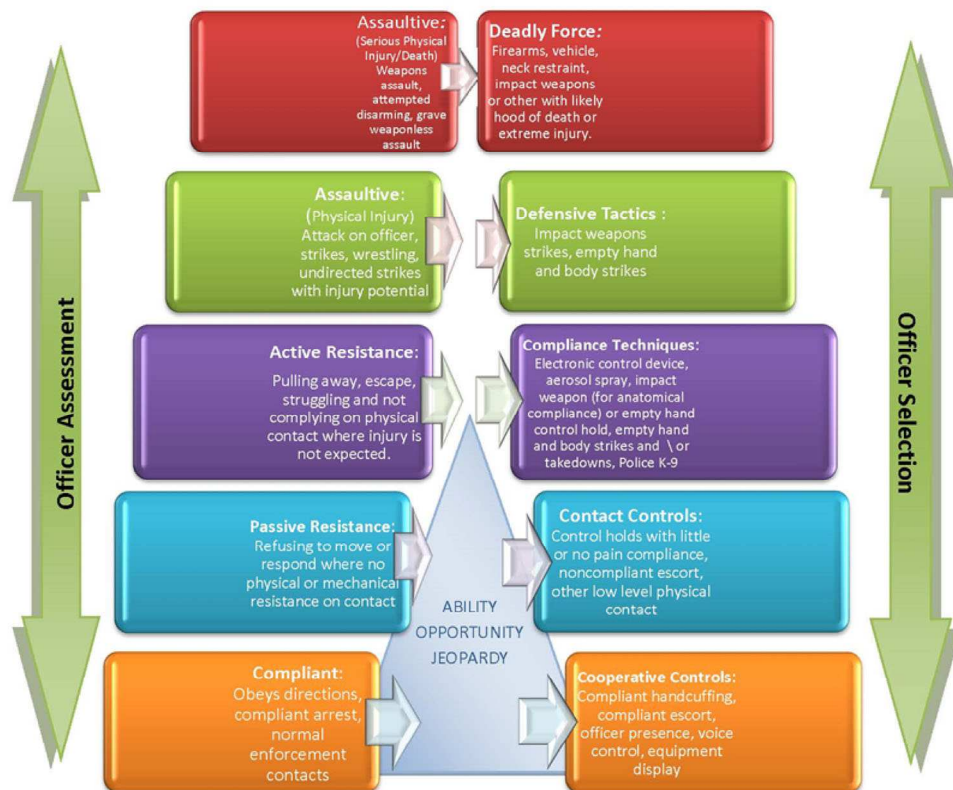 Assaultive:
(Serious Physical
Injury/Death)
Weapons
assault,
attempted
disarming, grave
weaponless
assault
Deadly Force:
Firearms, vehicle,
neck restraint,
impact weapons
or other with likely
hood of death or
extreme injury.
Assaultive:
(Physical Injury)
Attack on officer,
strikes, wrestling,
undirected strikes
with injury potential
Defensive Tactics :
Impact weapons
strikes, empty hand
and body strikes
Active Resistance:
Pulling away, escape,
struggling and not
complying on physical
contact where injury is
not expected.
Compliance Techniques:
Electronic control device,
aerosol spray, impact
weapon (for anatomical
compliance) or empty hand
control hold, empty hand
and body strikes and \ or
takedowns, Police K-9
Passive Resistance:
Refusing to move or
respond where no
physical or mechanical
resistance on contact
Contact Controls:
Control holds with little
or no pain compliance,
noncompliant escort,
other low level physical
contact
Compliant:
Obeys directions,
compliant arrest,
normal
enforcement
contacts
Cooperative Controls:
Compliant handcuffing,
compliant escort,
officer presence, voice
control, equipment
display
ABILITY
OPPORTUNITY
JEOPARDY
Officer Assessment
Officer Selection